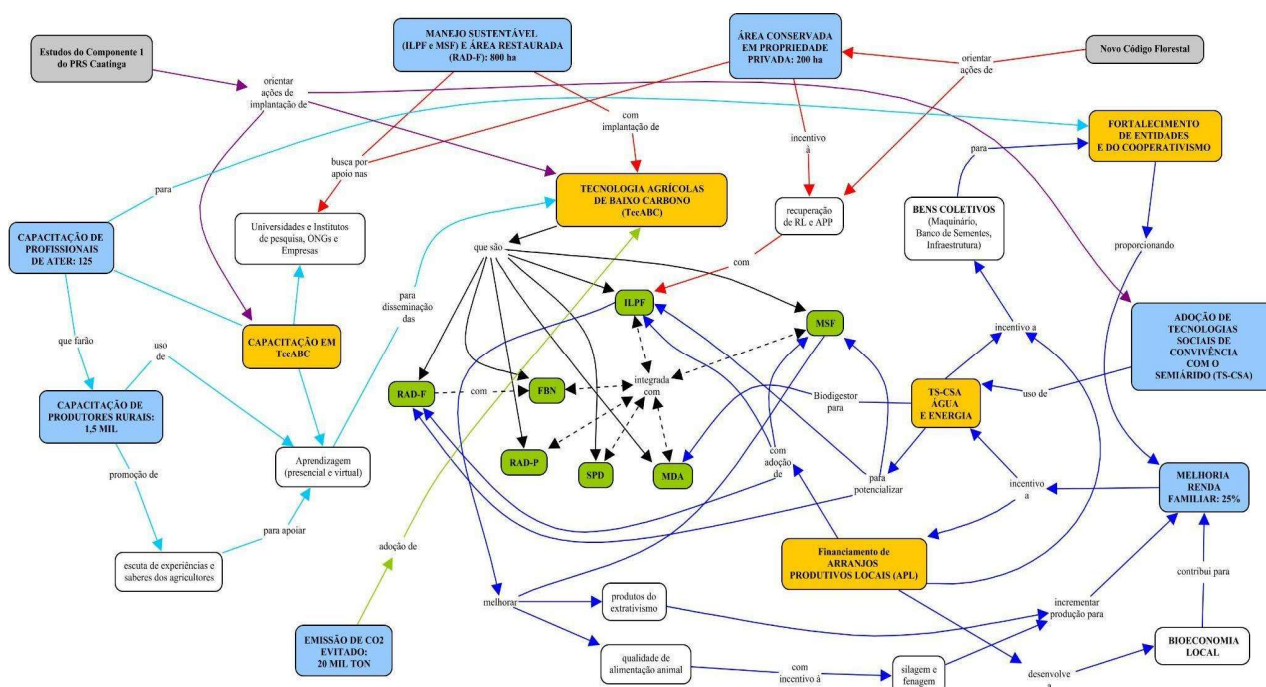 Estudos do Componente 1
do PRS Caatinga
MANEJO SUSTENTÁVEL
(ILPF e MSF) E ÁREA RESTAURADA
(RAD-F): 800 ha
ÁREA CONSERVADA
EM PROPRIEDADE
PRIVADA: 200 ha
Novo Código Florestal
orientar
ações de
implantação de
orientar
ações de
com
implantação de
incentivo
à
FORTALECIMENTO
DE ENTIDADES
E DO COOPERATIVISMO
para
busca por
apoio nas
para
TECNOLOGIA AGRÍCOLAS
DE BAIXO CARBONO
(TecABC)
recuperação
de RL e APP
BENS COLETIVOS
(Maquinário,
Banco de Sementes,
Infraestrutura)
Universidades e Institutos
de pesquisa, ONGs e
Empresas
CAPACITAÇÃO DE
PROFISSIONAIS
DE ATER: 125
que são
com
proporcionando
para
disseminação
das
ILPF
MSF
incentivo a
ADOÇÃO DE
TECNOLOGIAS
SOCIAIS DE
CONVIVÊNCIA
COM O
SEMIÁRIDO (TS-CSA)
que farão
uso
de
CAPACITAÇÃO EM
TecABC
RAD-F
com
FBN
integrada
com
Biodigestor
para
TS-CSA
ÁGUA
E ENERGIA
uso de
CAPACITAÇÃO DE
PRODUTORES RURAIS:
1,5 MIL
RAD-P
SPD
MDA
com
adoção
de
para
potencializar
Aprendizagem
(presencial e virtual)
promoção de
incentivo
a
MELHORIA
RENDA
FAMILIAR: 25%
para apoiar
adoção de
escuta de experiências e
saberes dos agricultores
Financiamento de
ARRANJOS
PRODUTIVOS LOCAIS (APL)
contribui para
melhorar
produtos do
extrativismo
incrementar
produção para
EMISSÃO DE CO2
EVITADO:
20 MIL TON
qualidade de
alimentação animal
com
incentivo à
silagem e
fenagem
desenvolve
a
BIOECONOMIA
LOCAL